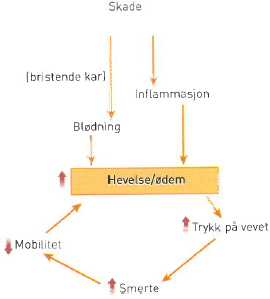 Skade
(bristende kar)
Inflammasjon
Blødning
Hevelse/ødem
Trykk på vevet
Mobilitet
Smerte